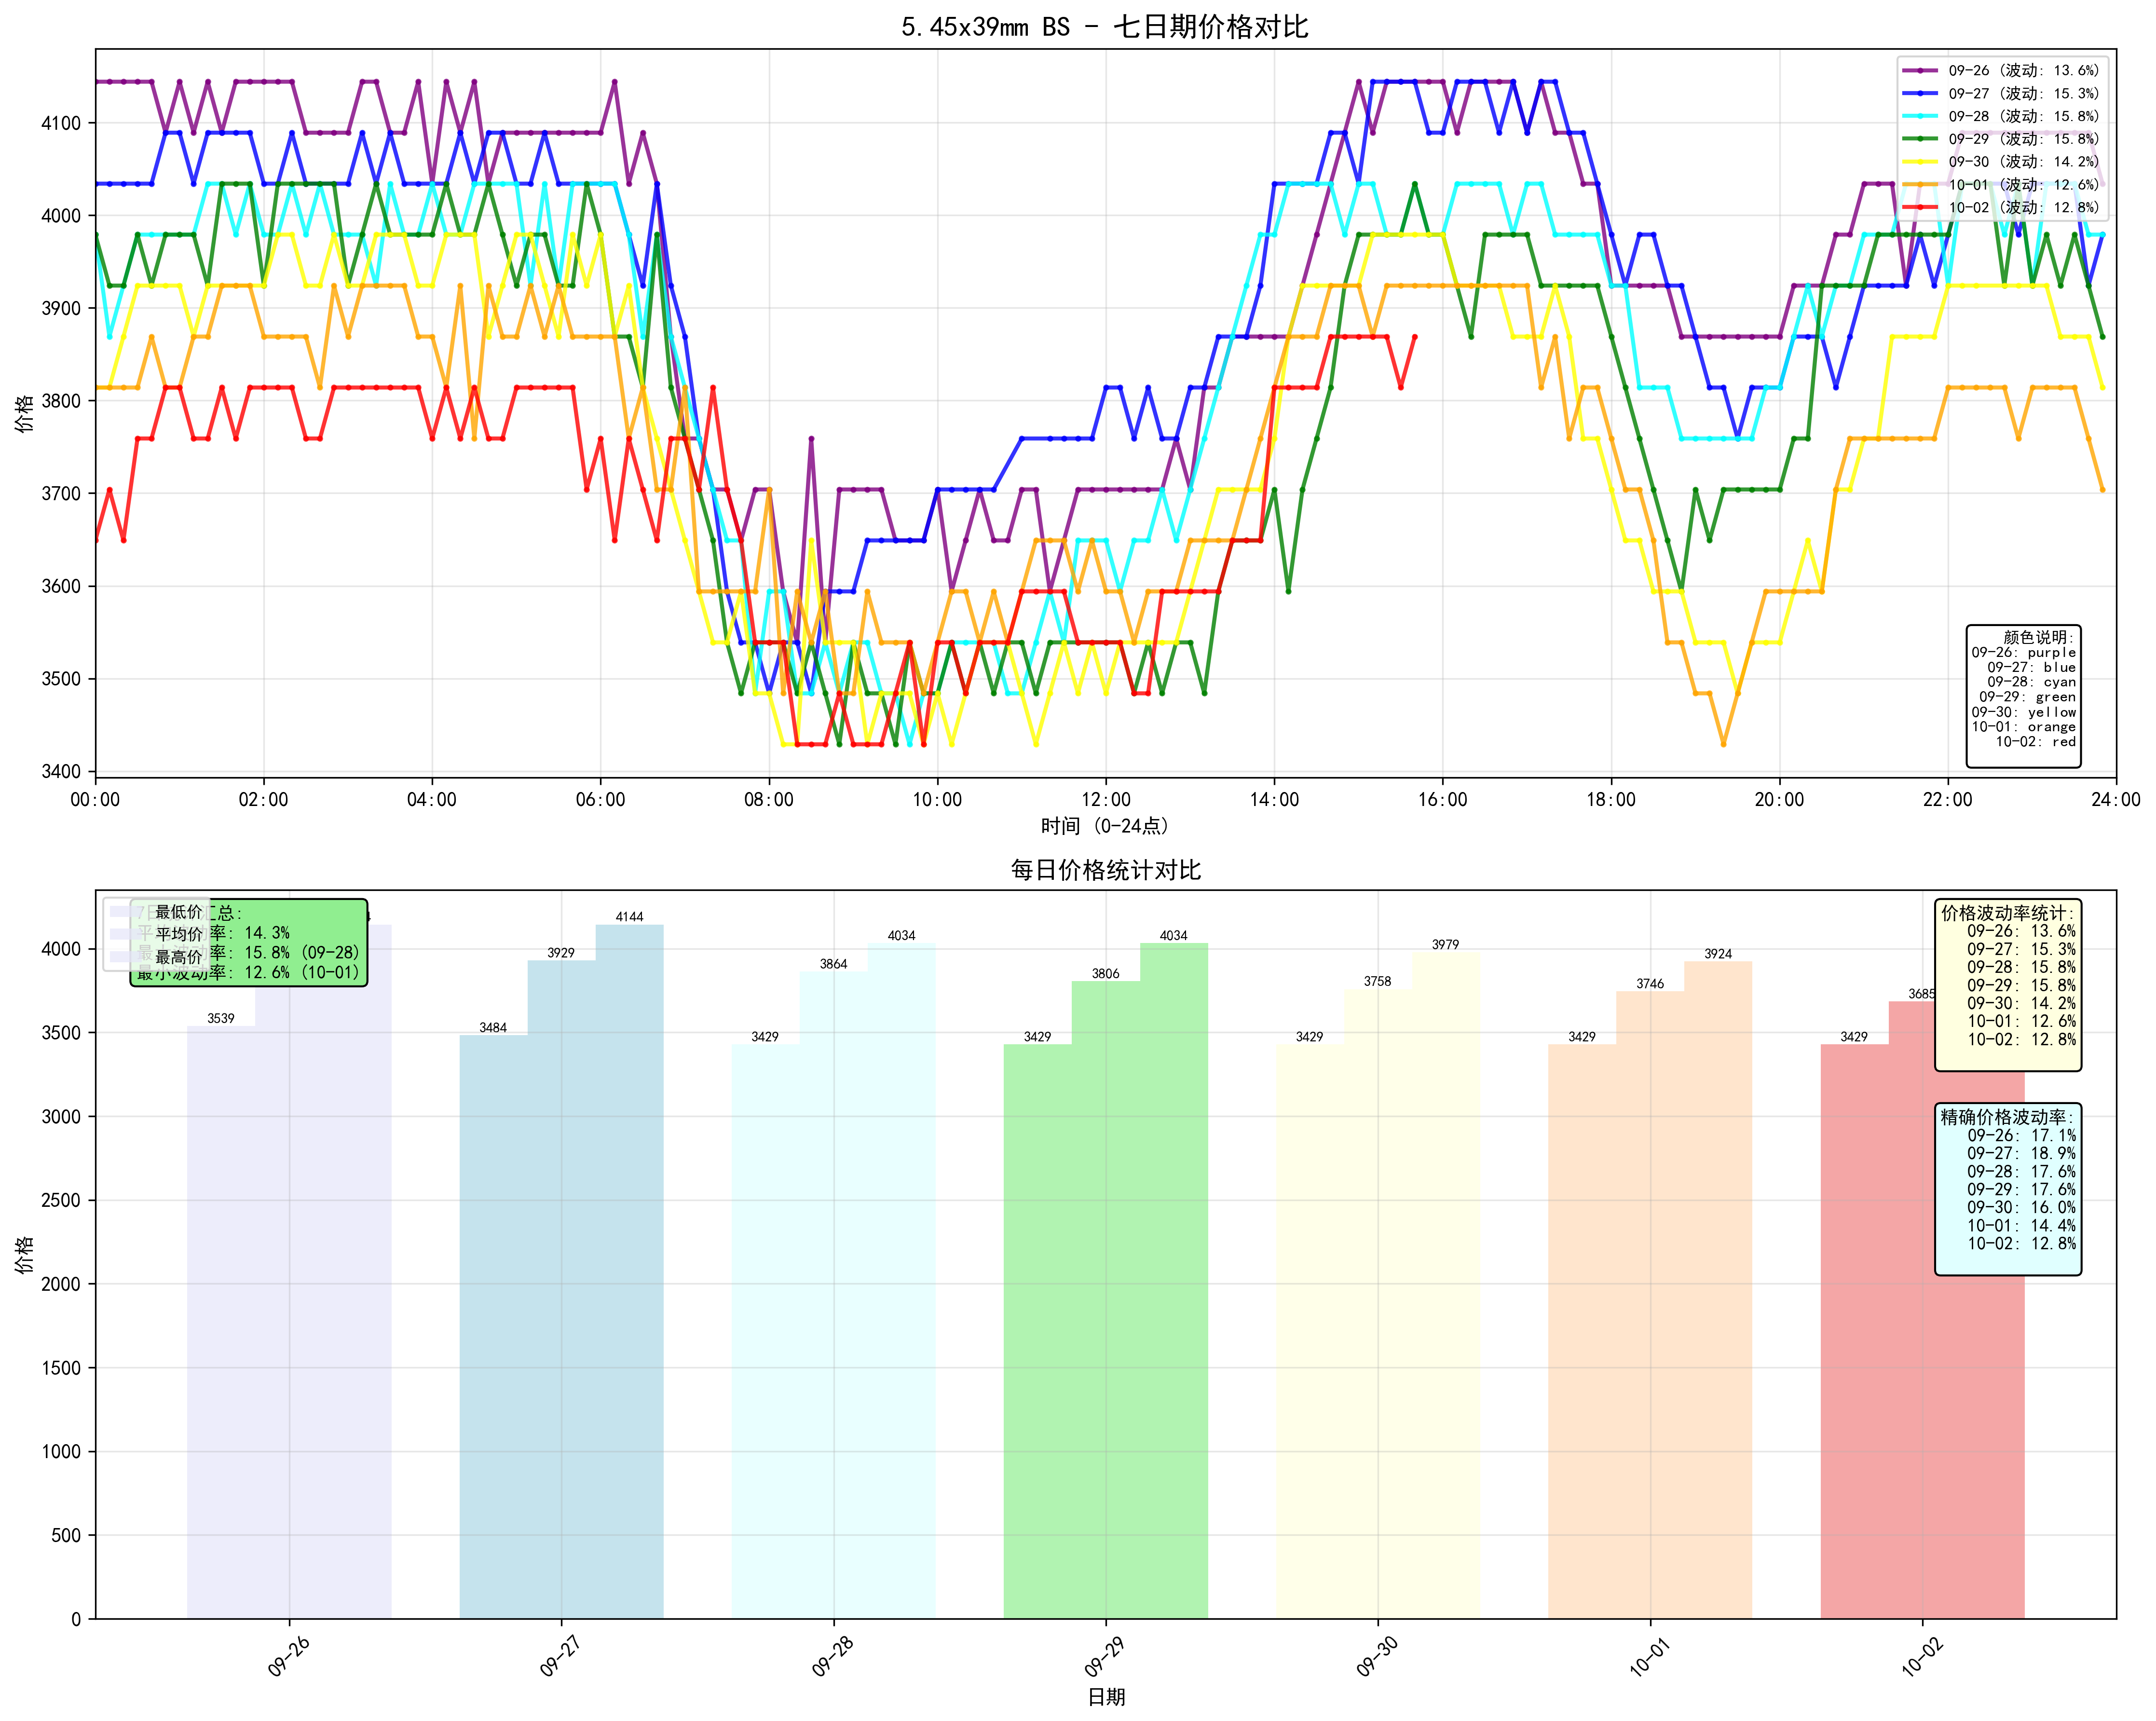 5.45x39mm BS - 七日期价格对比
价格
4100
4000
3900
3800
3700
3600
3500
3400
00:00 02:00 04:00 06:00 08:00 10:00 12:00 14:00 16:00 18:00 20:00 22:00 24:00
时间 (0-24点)
09-26 (波动: 13.6%)
09-27 (波动: 15.3%)
09-28 (波动: 15.8%)
09-29 (波动: 15.8%)
09-30 (波动: 14.2%)
10-01 (波动: 12.6%)
10-02 (波动: 12.8%)
颜色说明:
09-26: purple
09-27: blue
09-28: cyan
09-29: green
09-30: yellow
10-01: orange
10-02: red
每日价格统计对比
价格
4000
3500
3000
2500
2000
1500
1000
500
0
最低价
平均价
最高价
汇总:
率: 14.3%
率: 15.8% (09-28)
最小波动率: 12.6% (10-01)
3539
3484 3929 4144
3429 3864 4034
3429 3806 4034
3429 3758 3979
3429 3746 3924
3429 3685
价格波动率统计:
09-26: 13.6%
09-27: 15.3%
09-28: 15.8%
09-29: 15.8%
09-30: 14.2%
10-01: 12.6%
10-02: 12.8%
精确价格波动率:
09-26: 17.1%
09-27: 18.9%
09-28: 17.6%
09-29: 17.6%
09-30: 16.0%
10-01: 14.4%
10-02: 12.8%
09-26 09-27 09-28 09-29 09-30 10-01 10-02
日期